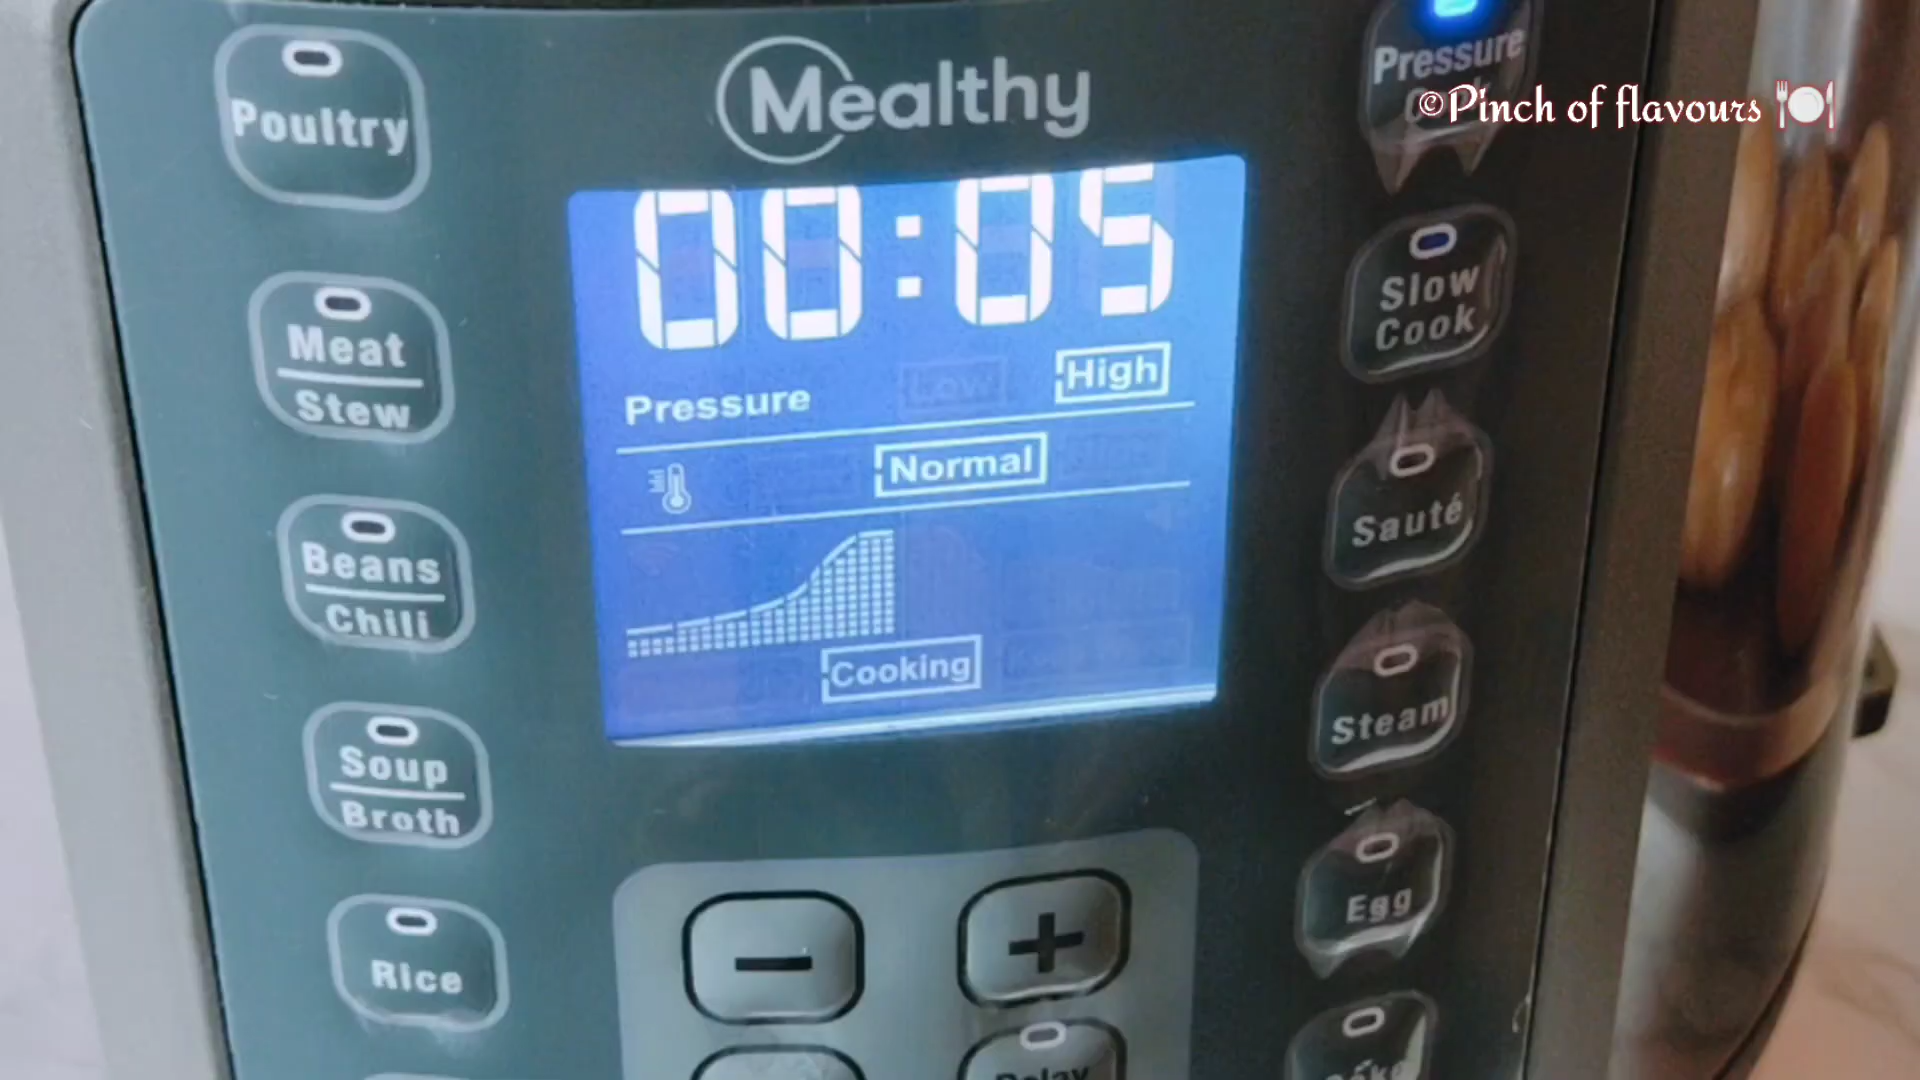 Mealthy
©Pinch of flavours
Poultry
Meat
Stew
Beans
Chili
Soup
Broth
Rice
00:05
Pressure
Low
High
Normal
Cooking
Pressure
Slow
Cook
Sauté
Steam
Egg
Delay